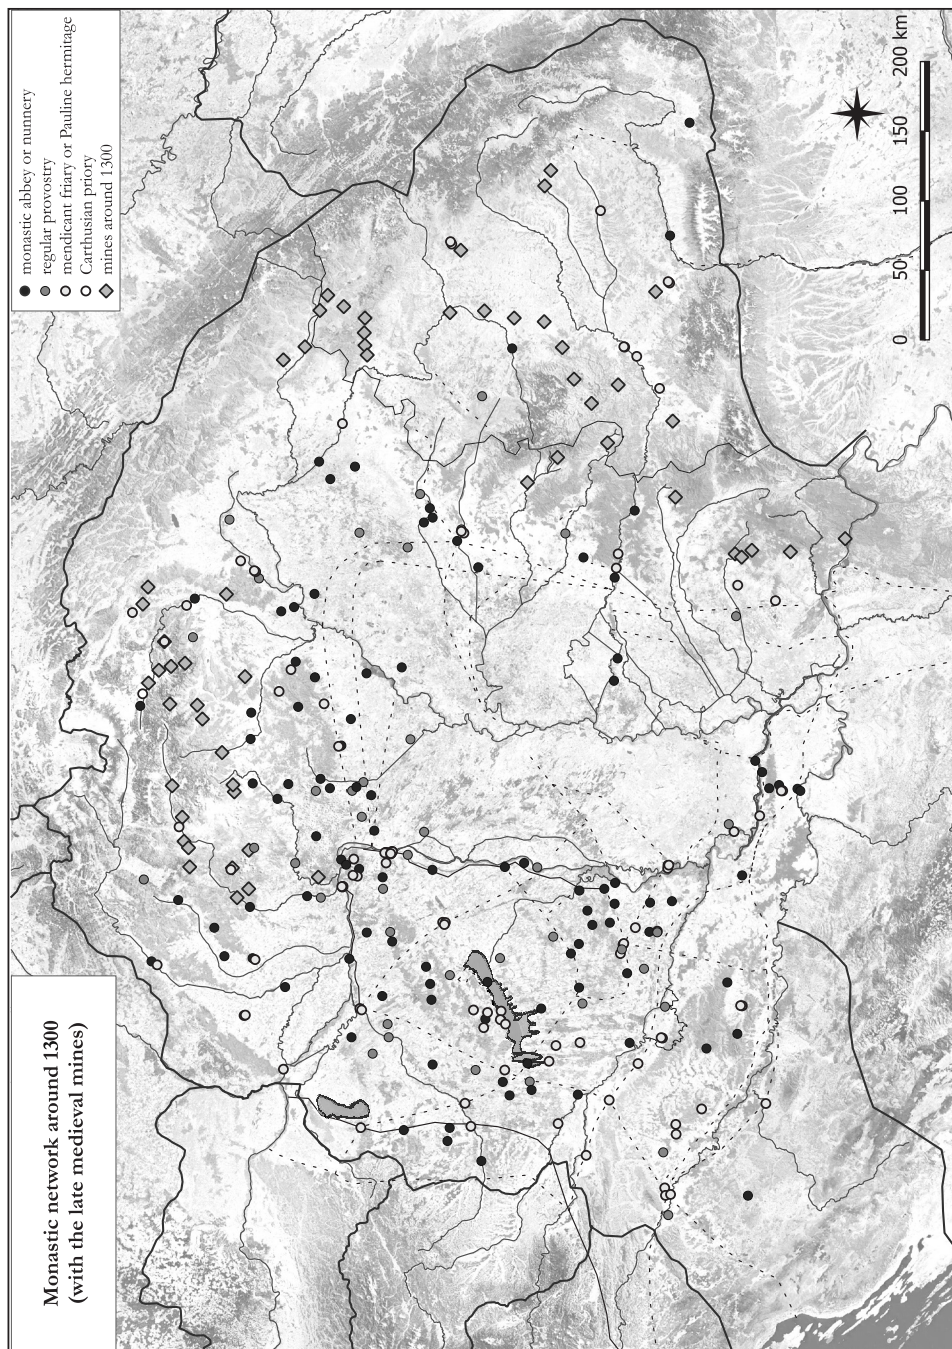 Monastic network around 1300
(with the late medieval mines)
monastic abbey or nunnery
regular provostry
mendicant friary or Pauline hermitage
Carthusian priory
mines around 1300
0 50 100 150 200 km